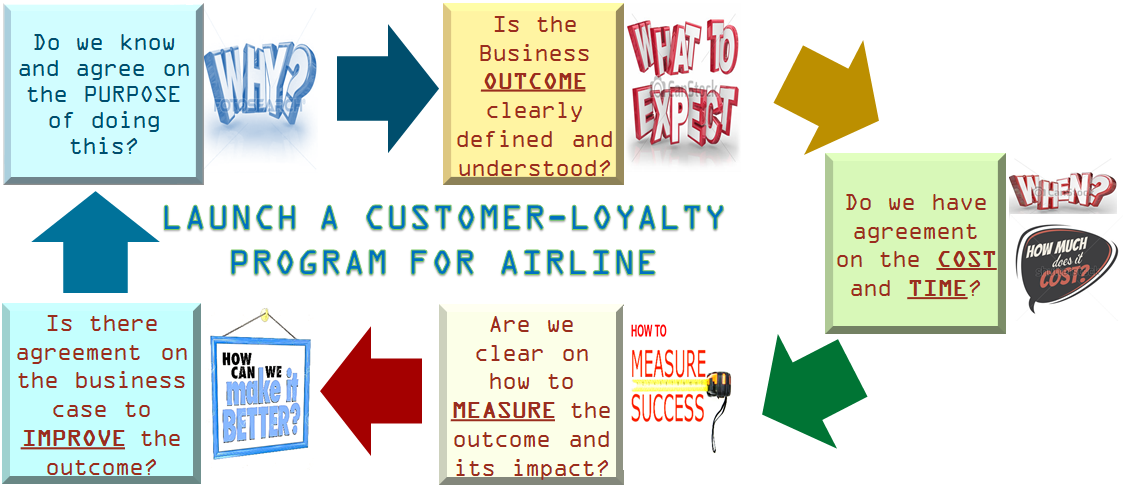 Do we know
and agree on
the PURPOSE
of doing
this?
WHY?
FOTOSEARCH
Is the
Business
OUTCOME
clearly
defined and
understood?
WHAT TO
EXPECT
CanStock
Do we have
agreement
on the COST
and TIME?
WHEN?
HOW MUCH
does it
COST?
LAUNCH A CUSTOMER-LOYALTY
PROGRAM FOR AIRLINE
Are we
clear on
how to
MEASURE the
outcome and
its impact?
HOW TO
MEASURE
SUCCESS
Is there
agreement on
the business
case to
IMPROVE the
outcome?
HOW
CAN WE
make it
BETTER?